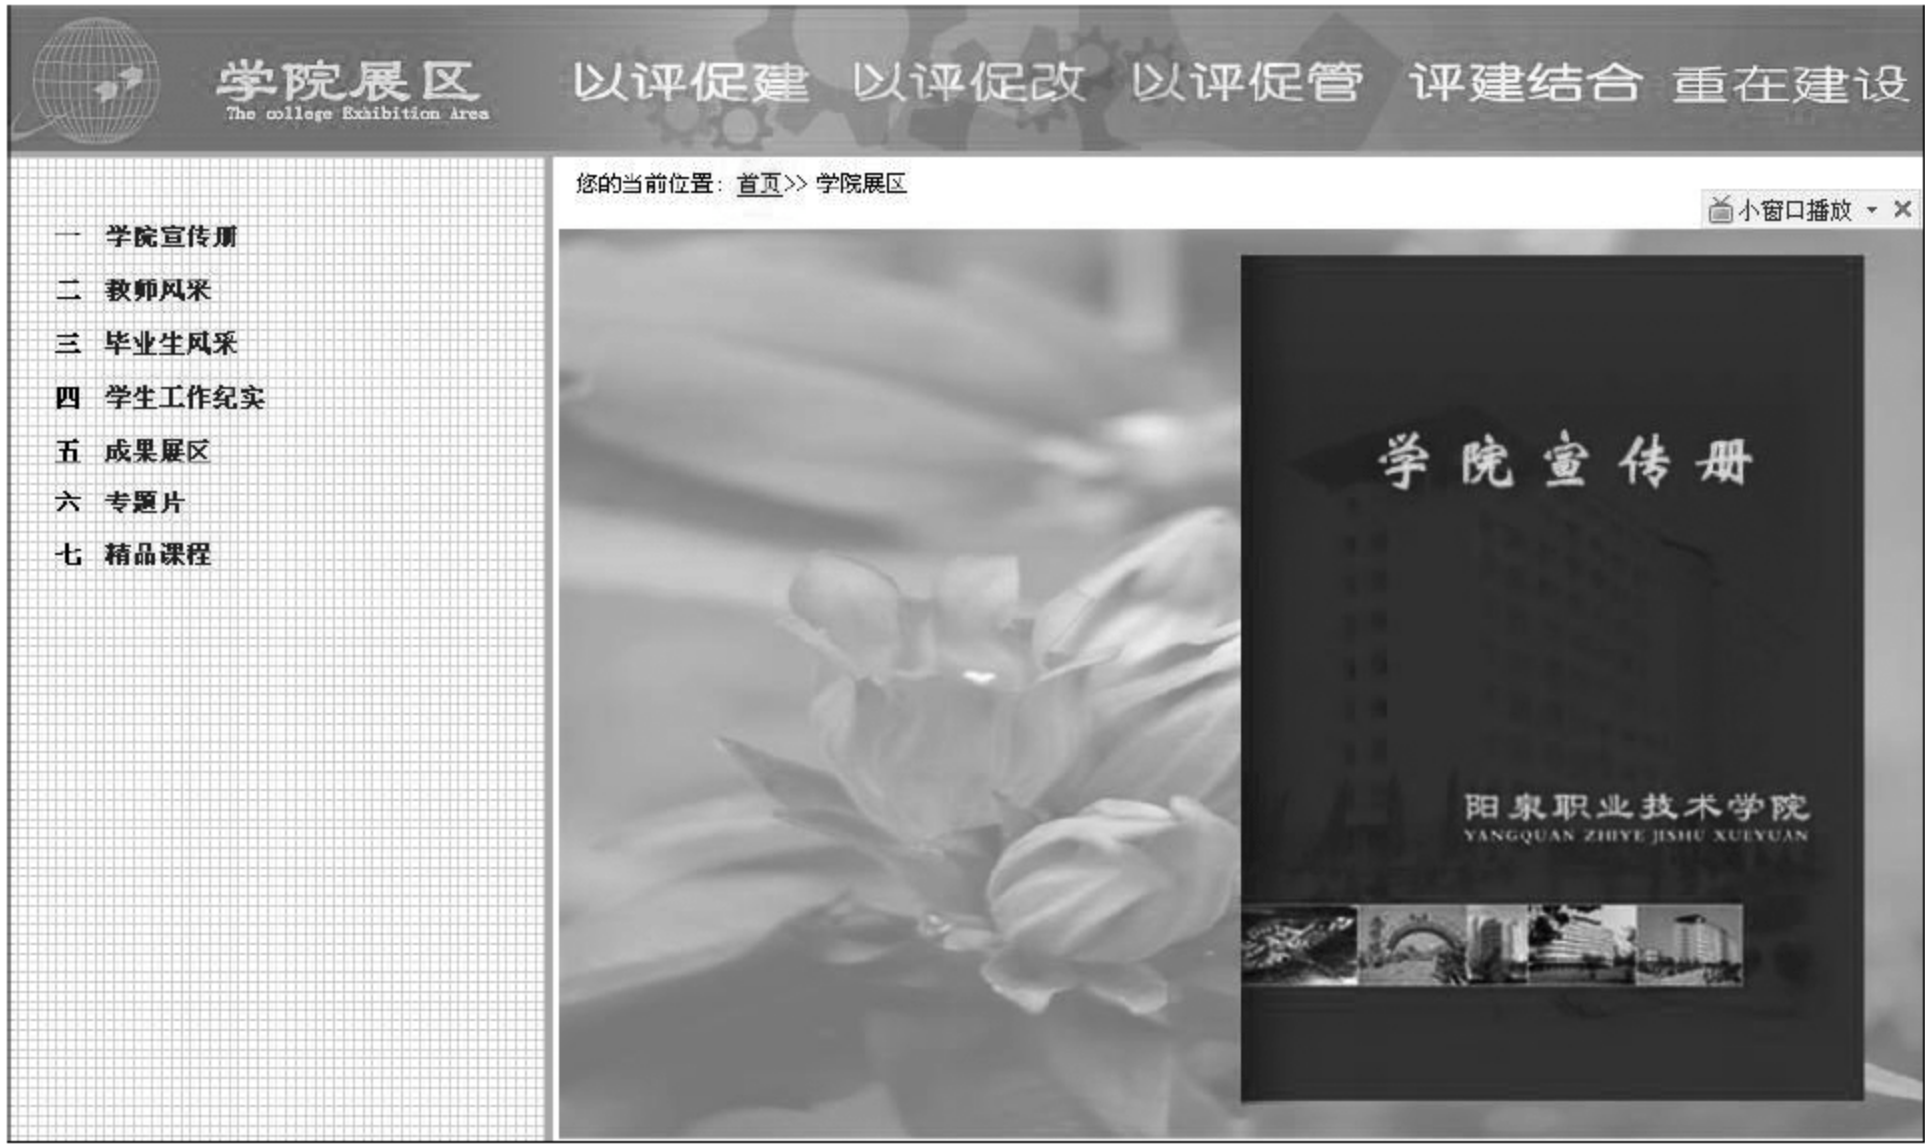 学院展区
The college Exhibition Area
以评促建 以评促改 以评促管 评建结合 重在建设
您的当前位置：首页>> 学院展区
小窗口播放
一 学院宣传册
二 教师风采
三 毕业生风采
四 学生工作纪实
五 成果展区
六 专题片
七 精品课程
学院宣传册
阳泉职业技术学院
YANGQUAN ZHIYE JISHU XUEYUAN